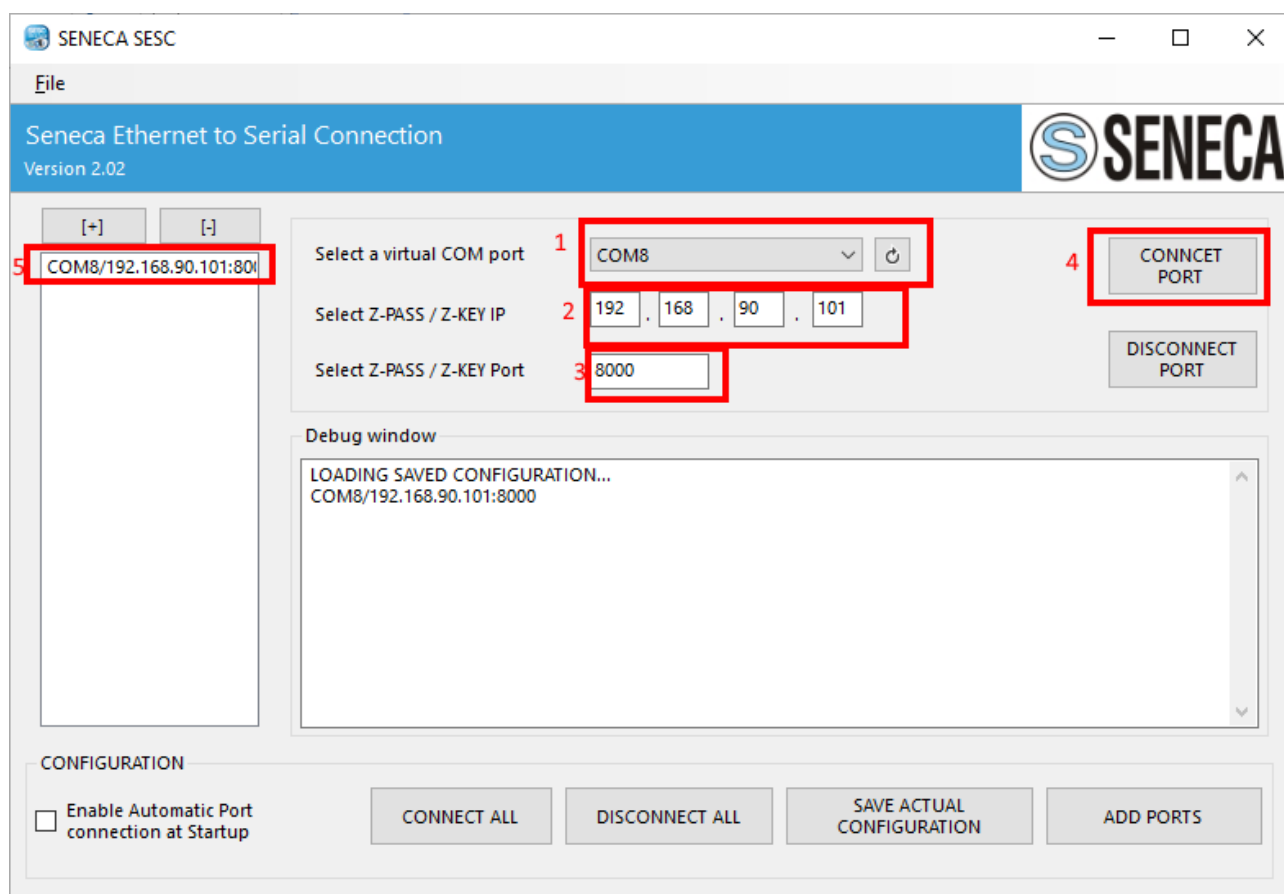 SENECA SESC
File
Seneca Ethernet to Serial Connection
Version 2.02
S SENECA
[+] [-]
5 COM8/192.168.90.101:80
Select a virtual COM port 1 COM8
4 CONNCET
PORT
Select Z-PASS / Z-KEY IP 2 192 . 168 . 90 . 101
Select Z-PASS / Z-KEY Port 3 8000
DISCONNECT
PORT
Debug window
LOADING SAVED CONFIGURATION...
COM8/192.168.90.101:8000
CONFIGURATION
Enable Automatic Port
connection at Startup
CONNECT ALL
DISCONNECT ALL
SAVE ACTUAL
CONFIGURATION
ADD PORTS